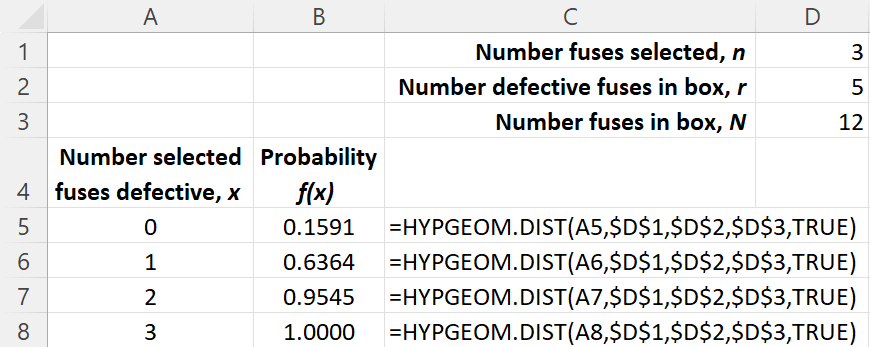 A B C D
1 Number fuses selected, n 3
2 Number defective fuses in box, r 5
3 Number fuses in box, N 12
Number selected Probability
4 fuses defective, x f(x)
5 0 0.1591 =HYPGEOM.DIST(A5,$D$1,$D$2,$D$3,TRUE)
6 1 0.6364 =HYPGEOM.DIST(A6,$D$1,$D$2,$D$3,TRUE)
7 2 0.9545 =HYPGEOM.DIST(A7,$D$1,$D$2,$D$3,TRUE)
8 3 1.0000 =HYPGEOM.DIST(A8,$D$1,$D$2,$D$3,TRUE)